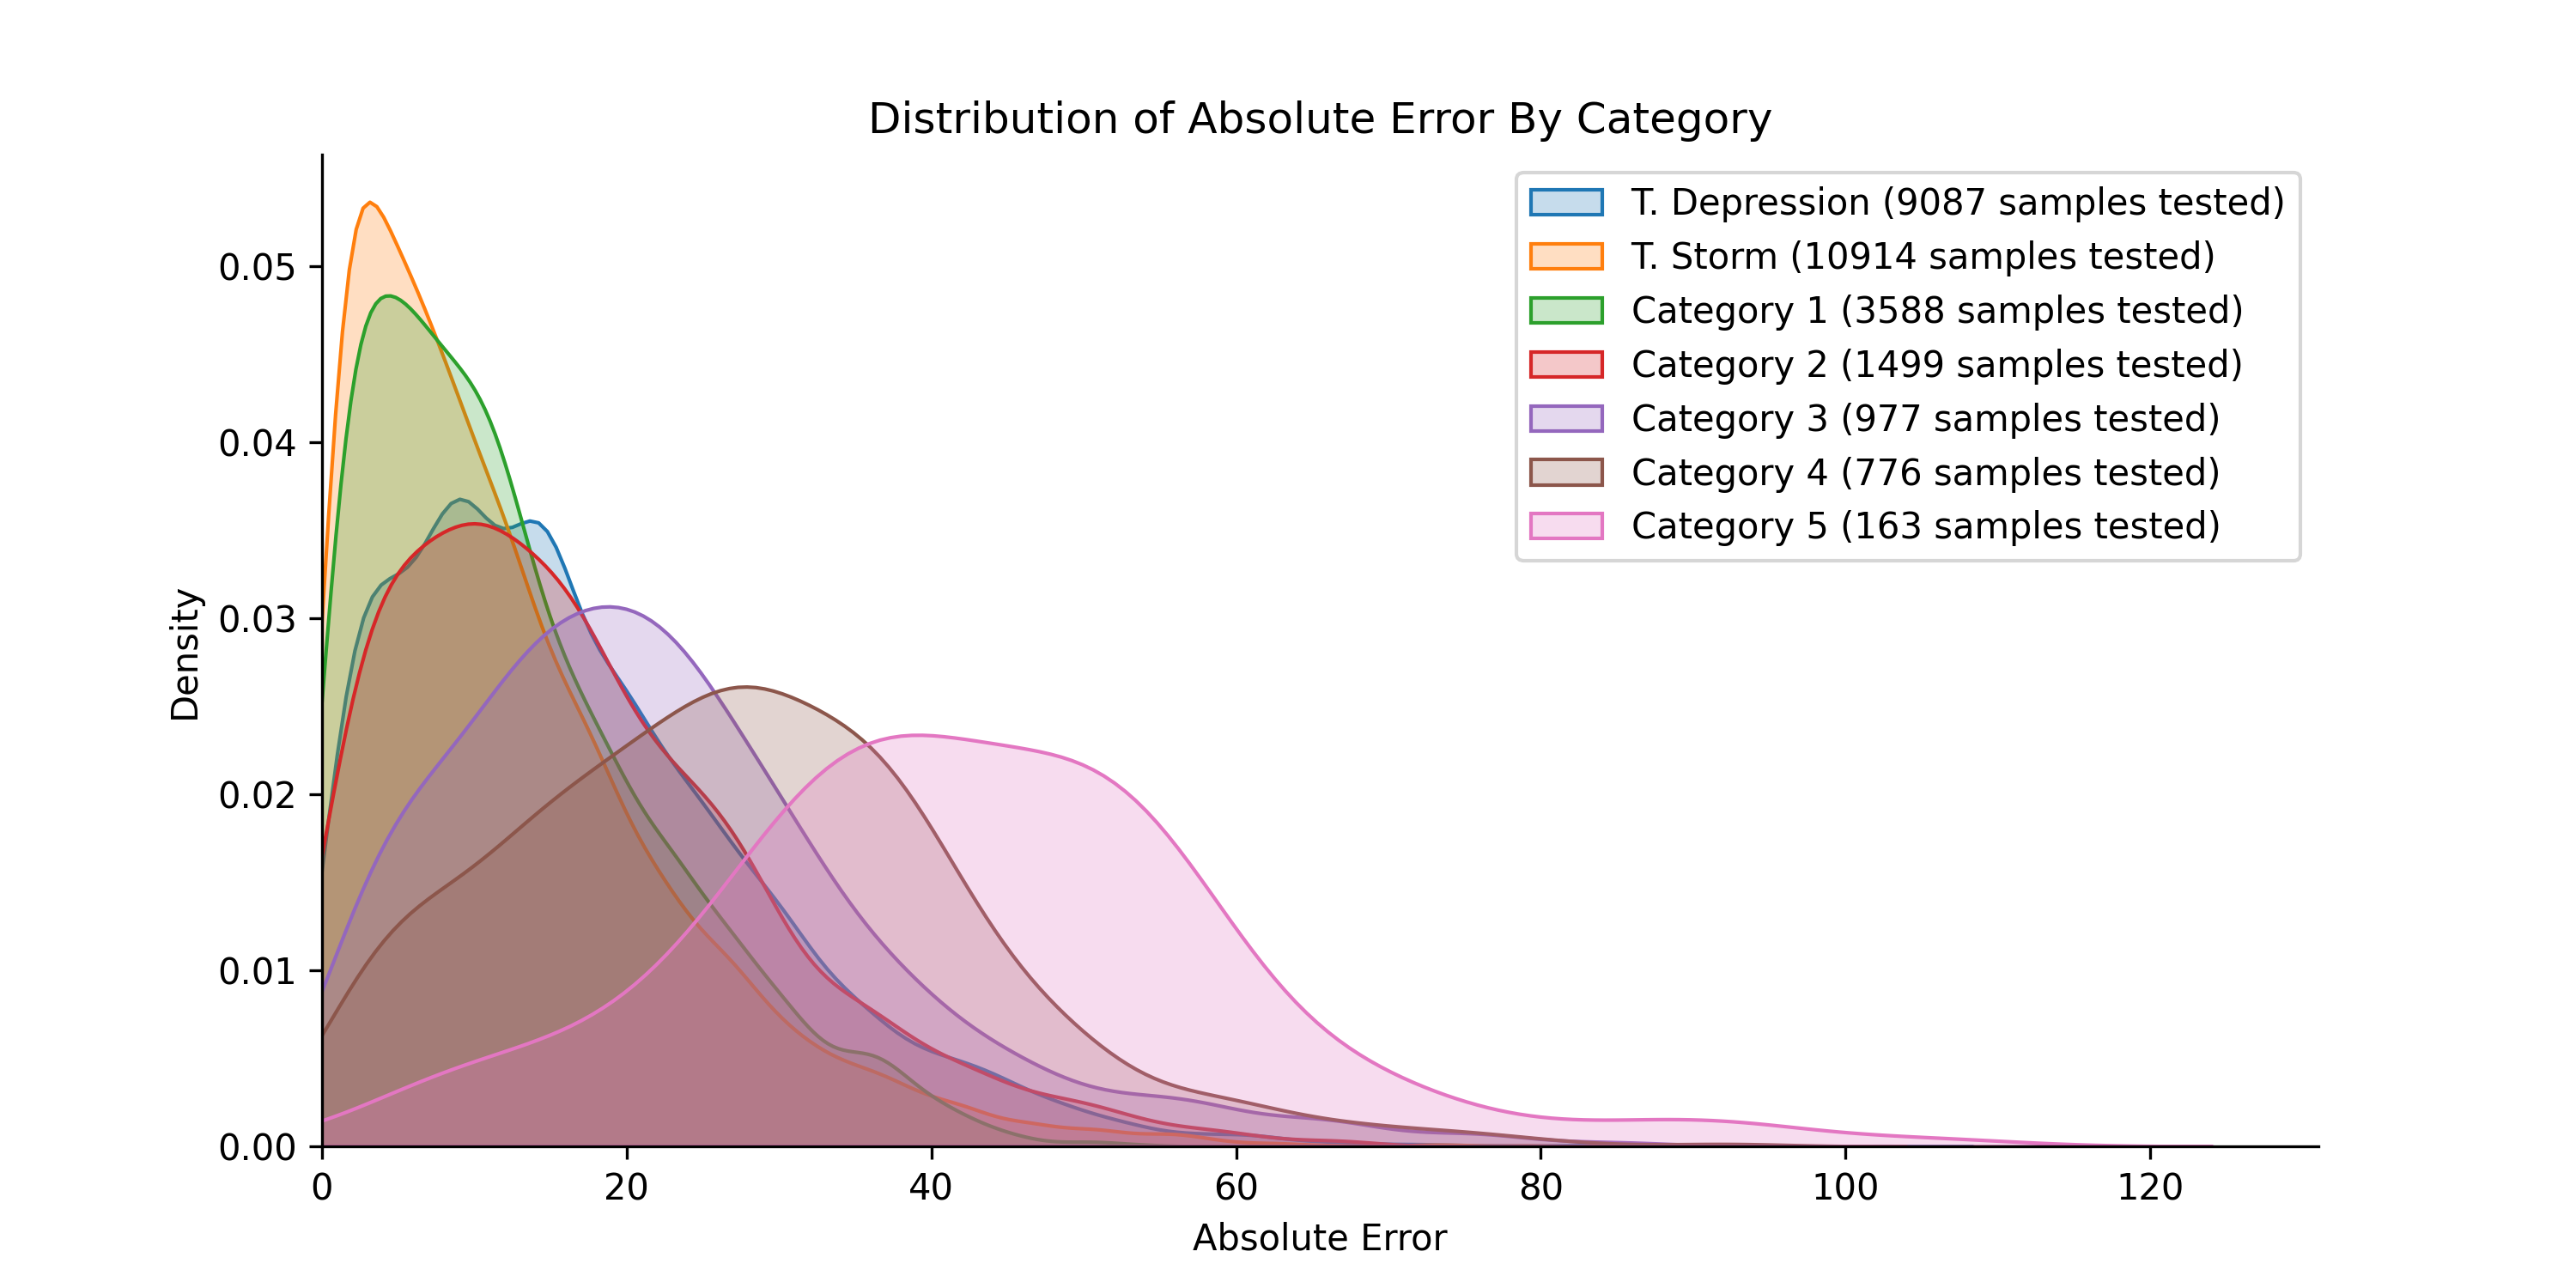 Distribution of Absolute Error By Category
T. Depression (9087 samples tested)
T. Storm (10914 samples tested)
Category 1 (3588 samples tested)
Category 2 (1499 samples tested)
Category 3 (977 samples tested)
Category 4 (776 samples tested)
Category 5 (163 samples tested)
Density
0.05
0.04
0.03
0.02
0.01
0.00
0 20 40 60 80 100 120
Absolute Error